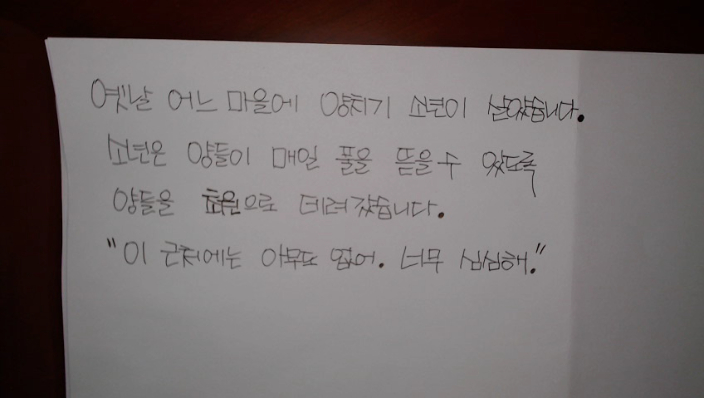 옛날 어느 마을에 양치기 소년이 살았습니다.
소년은 양들이 매일 풀을 뜯을 수 있도록
양들을 초원으로 데려갔습니다.
"이 근처에는 아무도 없어. 너무 심심해."